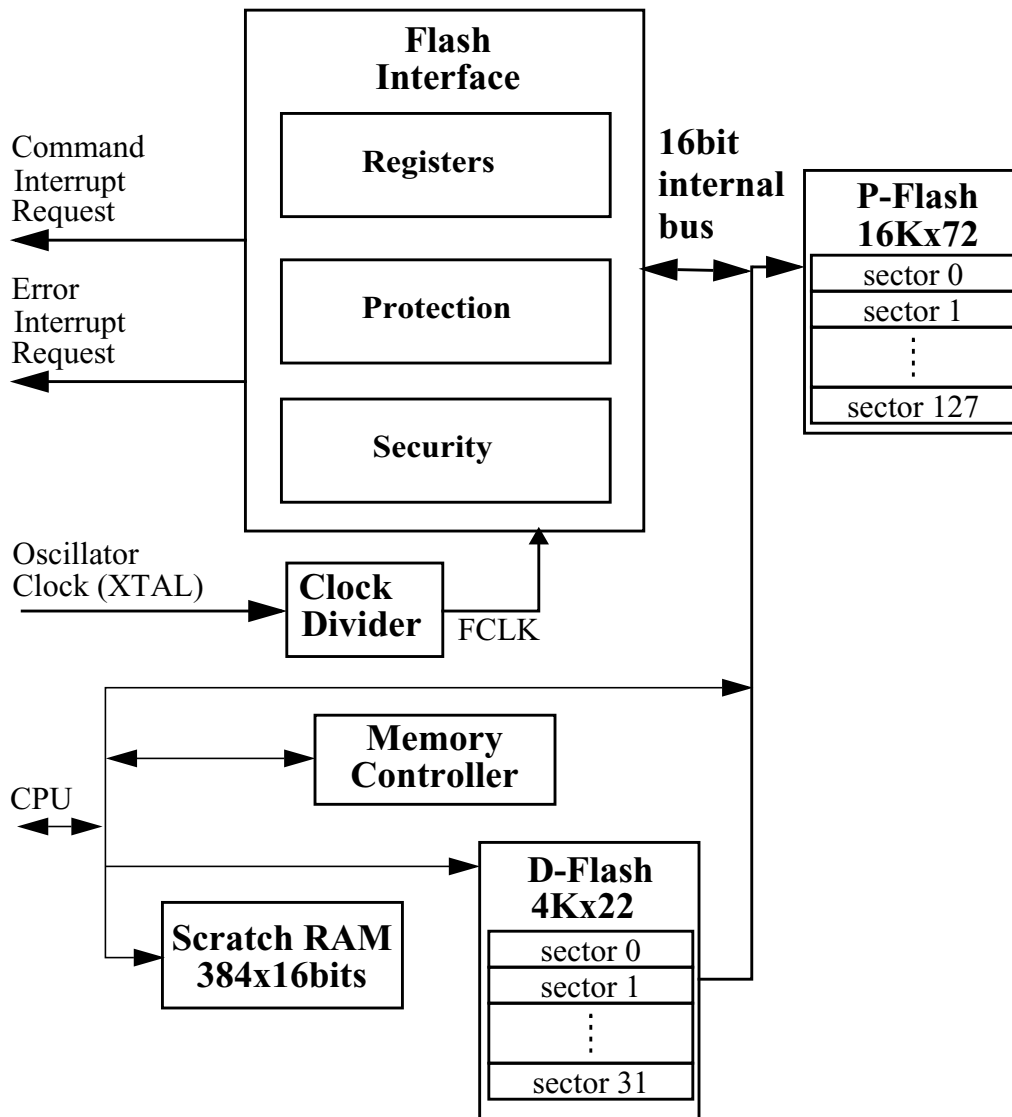 Flash
Interface
Registers
Protection
Security
Command
Interrupt
Request
Error
Interrupt
Request
16bit
internal
bus
P-Flash
16Kx72
sector 0
sector 1
sector 127
Oscillator
Clock (XTAL)
Clock
Divider
FCLK
Memory
Controller
CPU
D-Flash
4Kx22
sector 0
sector 1
sector 31
Scratch RAM
384x16bits